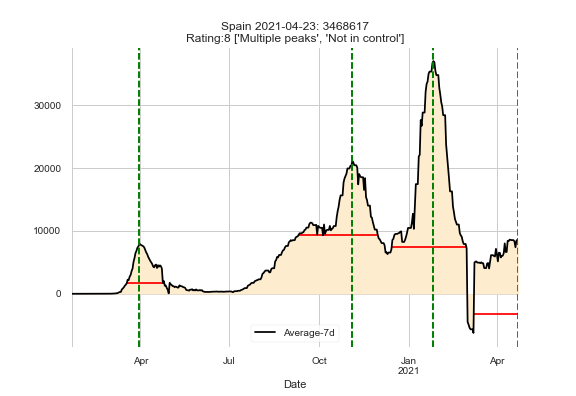 Spain 2021-04-23: 3468617
Rating:8 ['Multiple peaks', 'Not in control']
30000
20000
10000
0
Average-7d
Apr Jul Oct Jan Apr
2021
Date